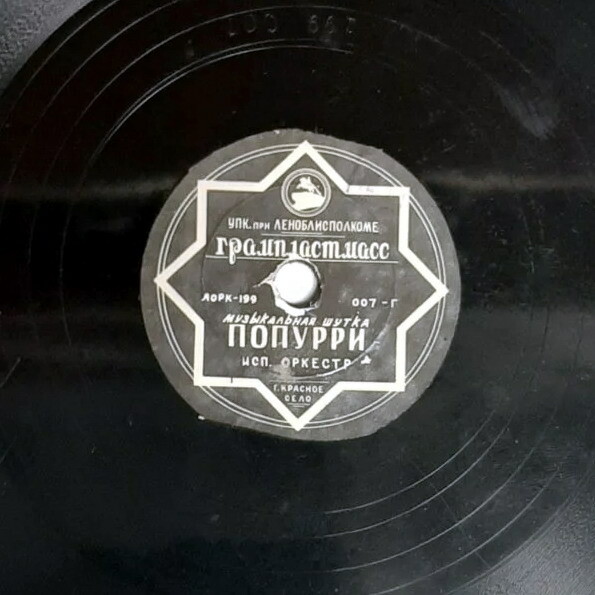 УПК. ПРИ ЛЕНОБЛИСПОЛКОМЕ
Грампластмасс
ЛОРК-199 007-Г
МУЗЫКАЛЬНАЯ ШУТКА
ПОПУРРИ
ИСП. ОРКЕСТР
Г. КРАСНОЕ
СЕЛО